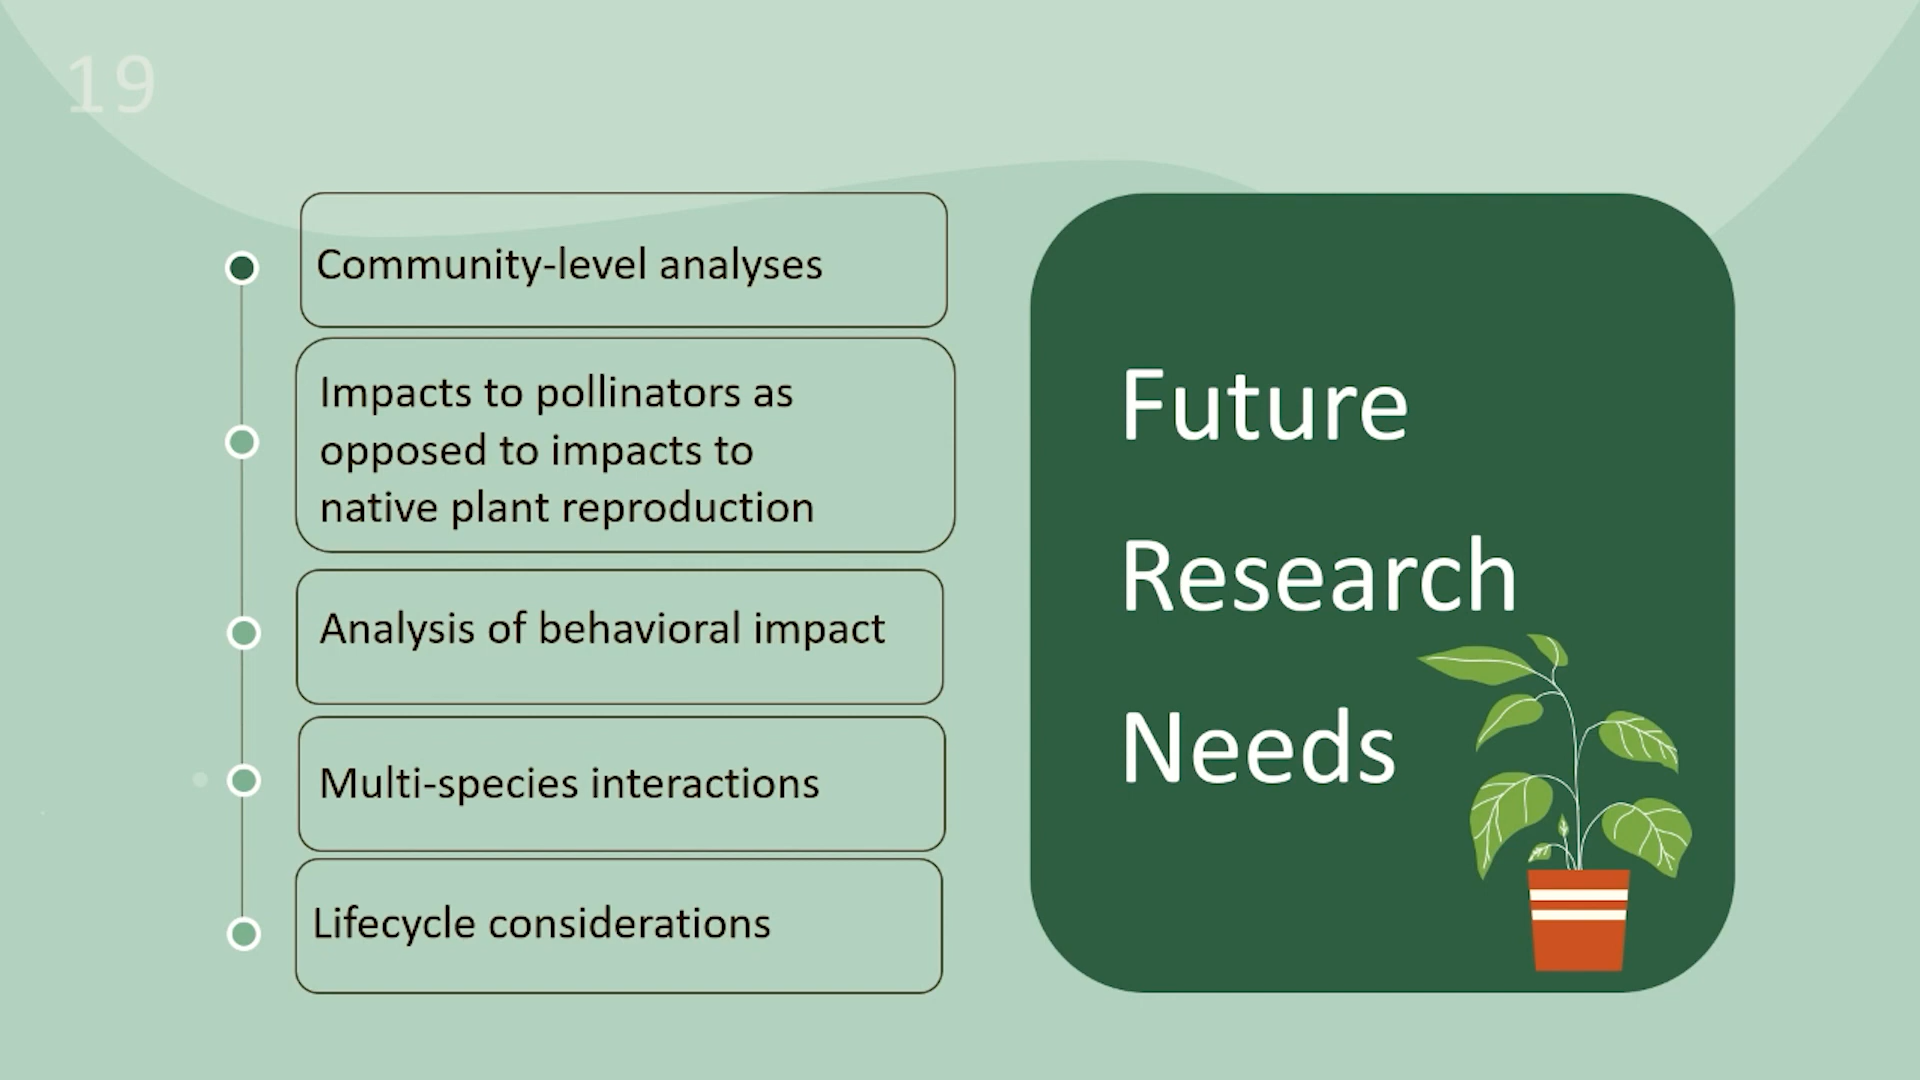 19
Community-level analyses
Impacts to pollinators as
opposed to impacts to
native plant reproduction
Analysis of behavioral impact
Multi-species interactions
Lifecycle considerations
Future
Research
Needs